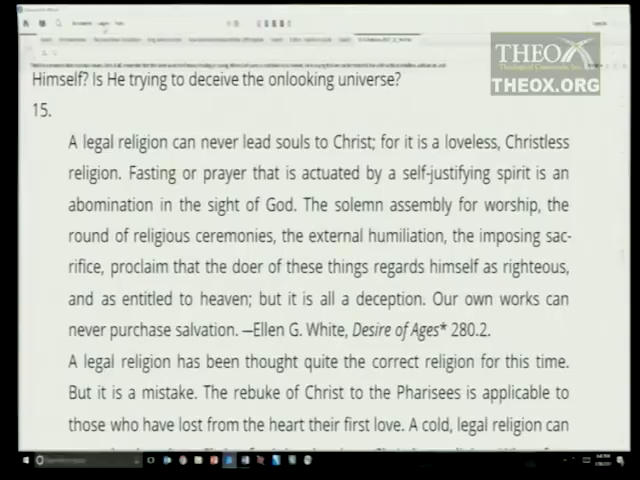 THEOX
THEOX.ORG
Himself? Is He trying to deceive the onlooking universe?
15.
A legal religion can never lead souls to Christ; for it is a loveless, Christless
religion. Fasting or prayer that is actuated by a self-justifying spirit is an
abomination in the sight of God. The solemn assembly for worship, the
round of religious ceremonies, the external humiliation, the imposing sac-
rifice, proclaim that the doer of these things regards himself as righteous,
and as entitled to heaven; but it is all a deception. Our own works can
never purchase salvation. —Ellen G. White, Desire of Ages* 280.2.
A legal religion has been thought quite the correct religion for this time.
But it is a mistake. The rebuke of Christ to the Pharisees is applicable to
those who have lost from the heart their first love. A cold, legal religion can